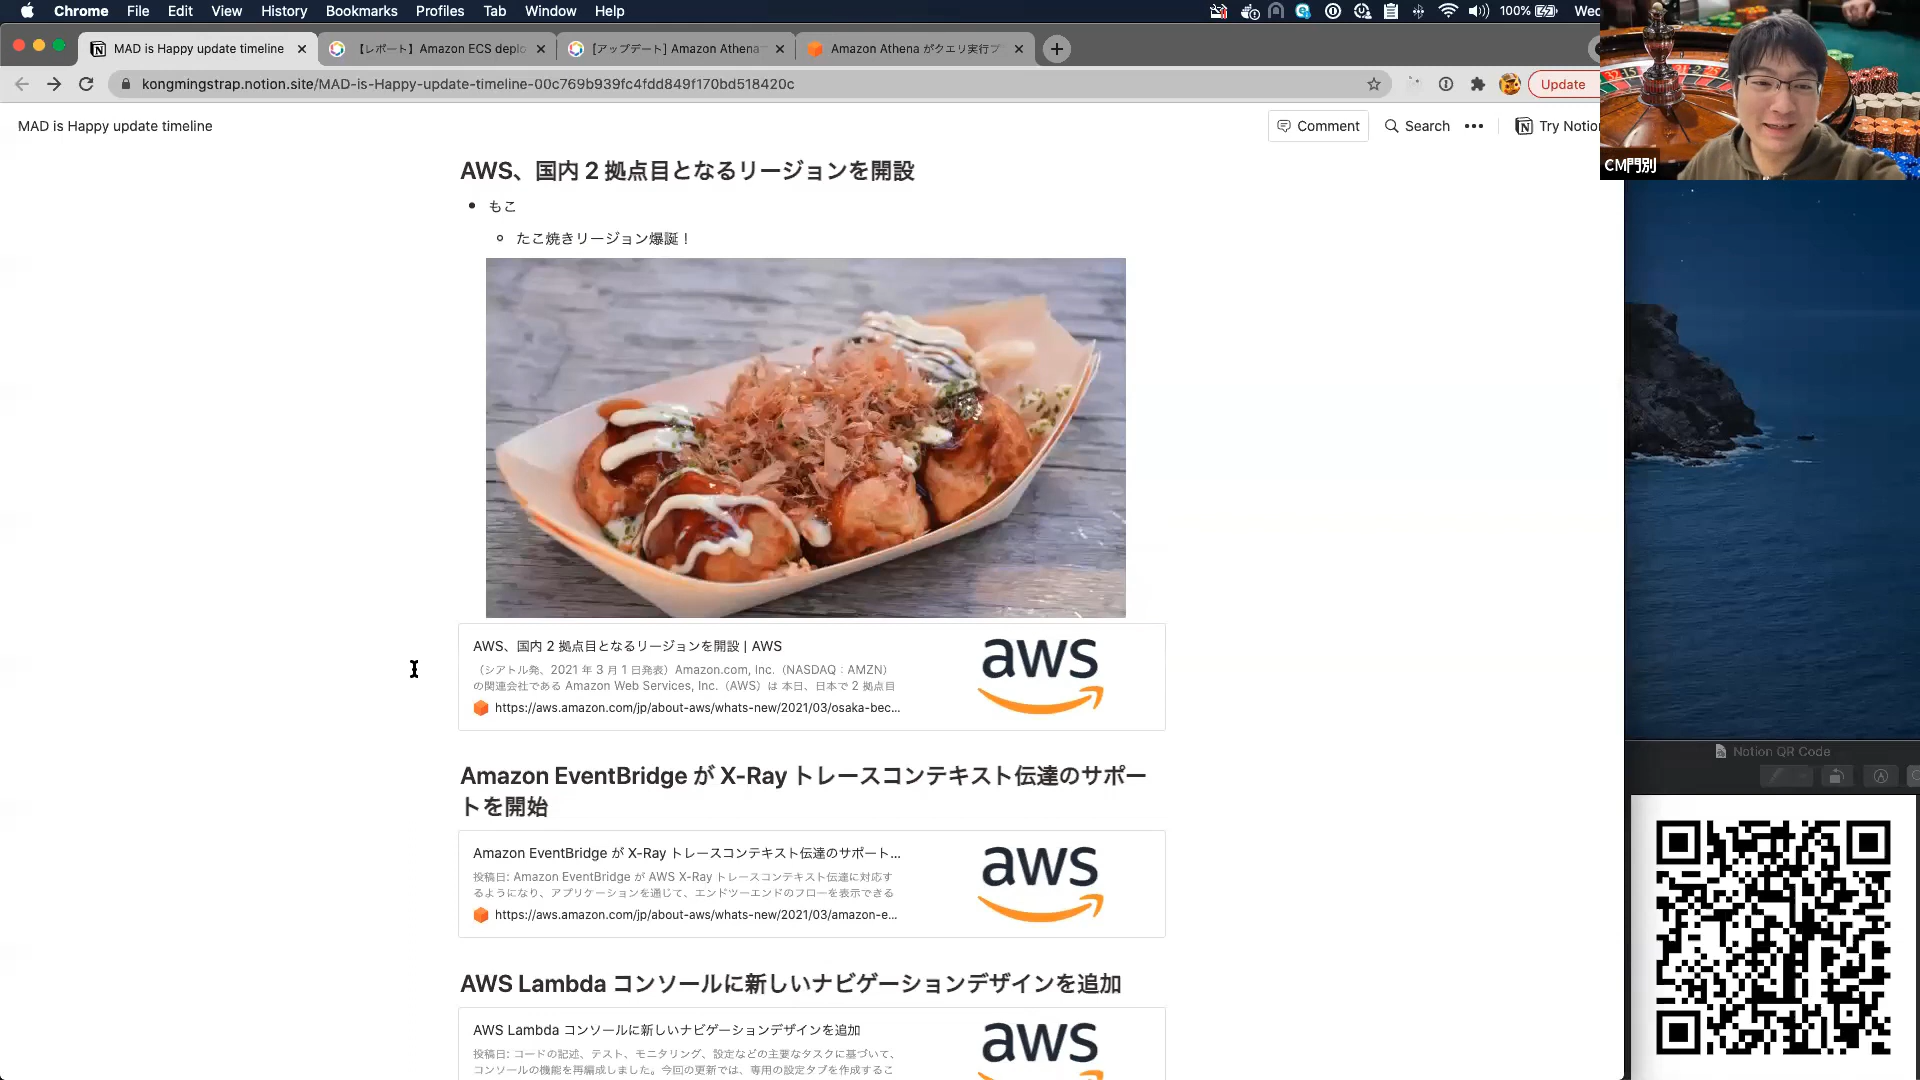 Chrome File Edit View History Bookmarks Profiles Tab Window Help 100% Wed
MAD is Happy update timeline
【レポート】Amazon ECS deplo
[アップデート] Amazon Athena
Amazon Athena がクエリ実行プ
kongmingstrap.notion.site/MAD-is-Happy-update-timeline-00c769b939fc4fdd849f170bd518420c
Update
MAD is Happy update timeline
Comment Search ••• Try Notion
CM門別
AWS、国内 2 拠点目となるリージョンを開設
もこ
たこ焼きリージョン爆誕！
AWS、国内 2 拠点目となるリージョンを開設 | AWS
（シアトル発、2021 年 3 月 1 日発表）Amazon.com, Inc.（NASDAQ：AMZN）
の関連会社である Amazon Web Services, Inc.（AWS）は 本日、日本で 2 拠点目
https://aws.amazon.com/jp/about-aws/whats-new/2021/03/osaka-bec...
aws
Amazon EventBridge が X-Ray トレースコンテキスト伝達のサポー
トを開始
Amazon EventBridge が X-Ray トレースコンテキスト伝達のサポート...
投稿日: Amazon EventBridge が AWS X-Ray トレースコンテキスト伝達に対応す
るようになり、アプリケーションを通じて、エンドツーエンドのフローを表示できる
https://aws.amazon.com/jp/about-aws/whats-new/2021/03/amazon-e...
aws
AWS Lambda コンソールに新しいナビゲーションデザインを追加
AWS Lambda コンソールに新しいナビゲーションデザインを追加
投稿日: コードの記述、テスト、モニタリング、設定などの主要なタスクに基づいて、
コンソールの機能を再編成しました。今回の更新では、専用の設定タブを作成するこ
aws
Notion QR Code